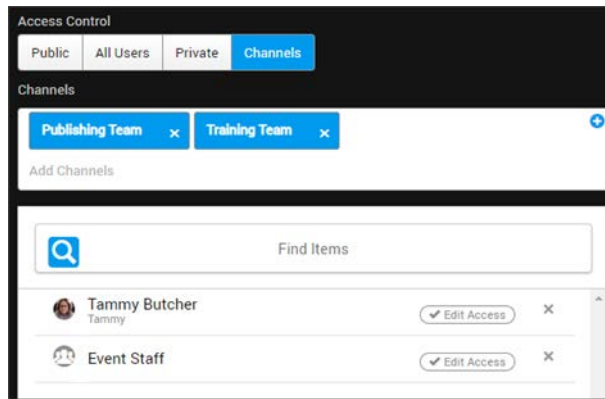 Access Control
Public All Users Private Channels
Channels
Publishing Team × Training Team ×
Add Channels
Find Items
Tammy Butcher
Tammy
✔ Edit Access ×
Event Staff
✔ Edit Access ×